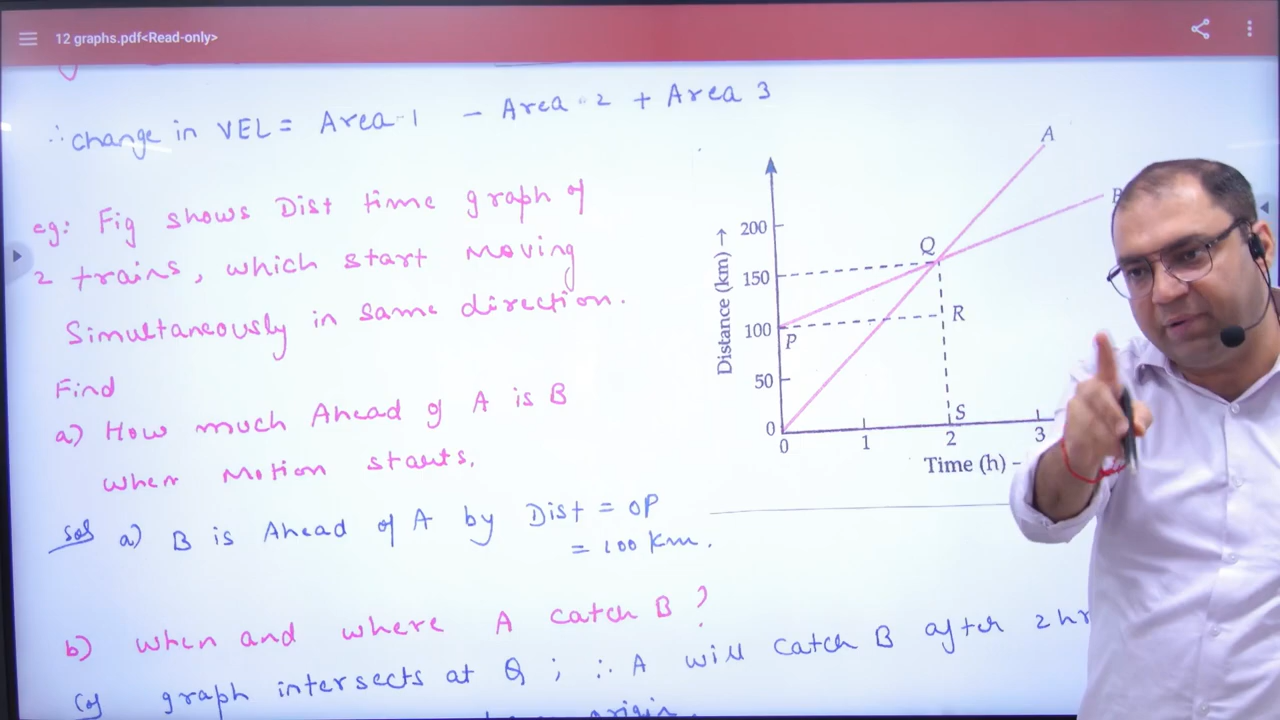 12 graphs.pdf<Read-only>
∴ change in VEL = Area-1 - Area-2 + Area 3
eg: Fig shows Dist time graph of
2 trains, which start moving
Simultaneously in same direction.
Find
a) How much Ahead of A is B
when Motion starts.
Sol a) B is Ahead of A by Dist = OP
= 100 Km.
b) when and where A catch B ?
graph intersects at Q ; ∴ A will catch B after 2 hr
origin.
A
200
Q
150
R
100
P
50
S
0
0 1 2 3
Distance (km) →
Time (h) –